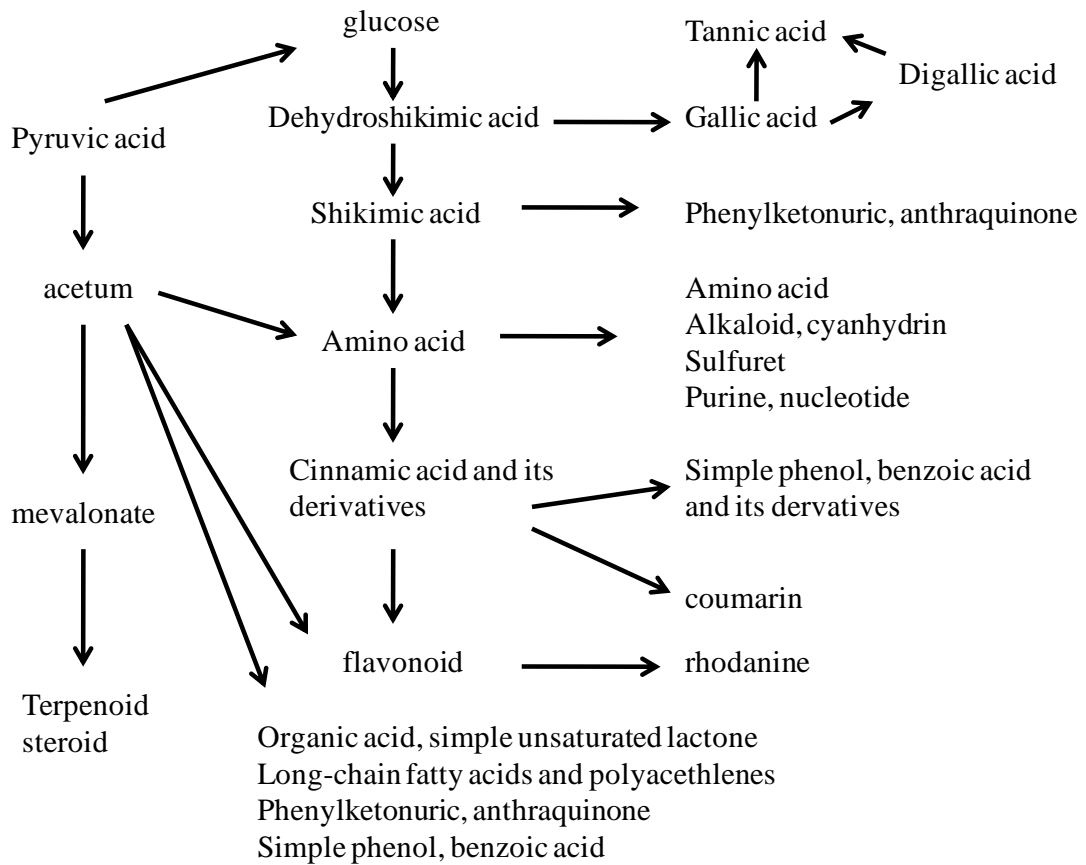 glucose
Tannic acid
Digallic acid
Pyruvic acid
Dehydroshikimic acid
Gallic acid
Shikimic acid
Phenylketonuric, anthraquinone
acetum
Amino acid
Amino acid
Alkaloid, cyanhydrin
Sulfuret
Purine, nucleotide
mevalonate
Cinnamic acid and its
derivatives
Simple phenol, benzoic acid
and its dervatives
coumarin
flavonoid
rhodanine
Terpenoid
steroid
Organic acid, simple unsaturated lactone
Long-chain fatty acids and polyacethlenes
Phenylketonuric, anthraquinone
Simple phenol, benzoic acid